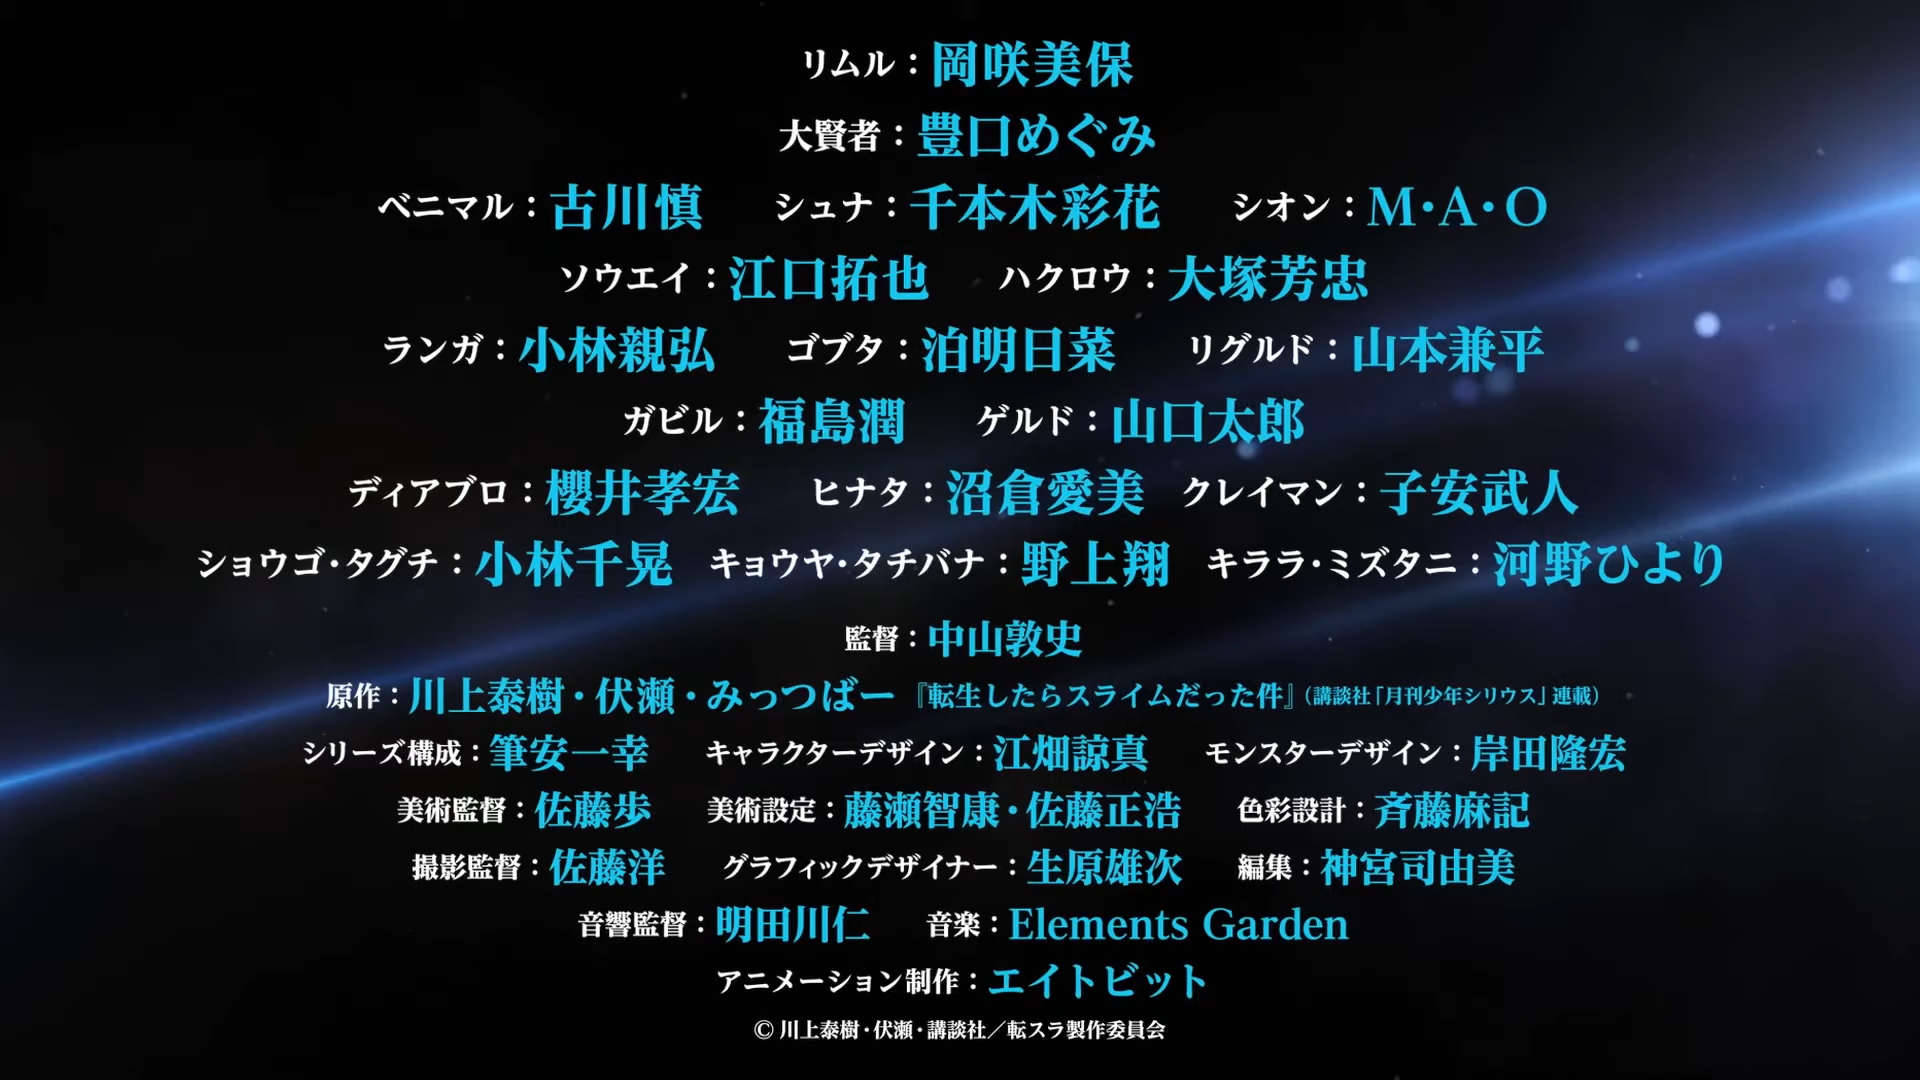 リムル：岡咲美保
大賢者：豊口めぐみ
ベニマル：古川慎 シュナ：千本木彩花 シオン：M・A・O
ソウエイ：江口拓也 ハクロウ：大塚芳忠
ランガ：小林親弘 ゴブタ：泊明日菜 リグルド：山本兼平
ガビル：福島潤 ゲルド：山口太郎
ディアブロ：櫻井孝宏 ヒナタ：沼倉愛美 クレイマン：子安武人
ショウゴ・タグチ：小林千晃 キョウヤ・タチバナ：野上翔 キララ・ミズタニ：河野ひより
監督：中山敦史
原作：川上泰樹・伏瀬・みっつばー『転生したらスライムだった件』（講談社「月刊少年シリウス」連載）
シリーズ構成：筆安一幸 キャラクターデザイン：江畑諒真 モンスターデザイン：岸田隆宏
美術監督：佐藤歩 美術設定：藤瀬智康・佐藤正浩 色彩設計：斉藤麻記
撮影監督：佐藤洋 グラフィックデザイナー：生原雄次 編集：神宮司由美
音響監督：明田川仁 音楽：Elements Garden
アニメーション制作：エイトビット
© 川上泰樹・伏瀬・講談社／転スラ製作委員会